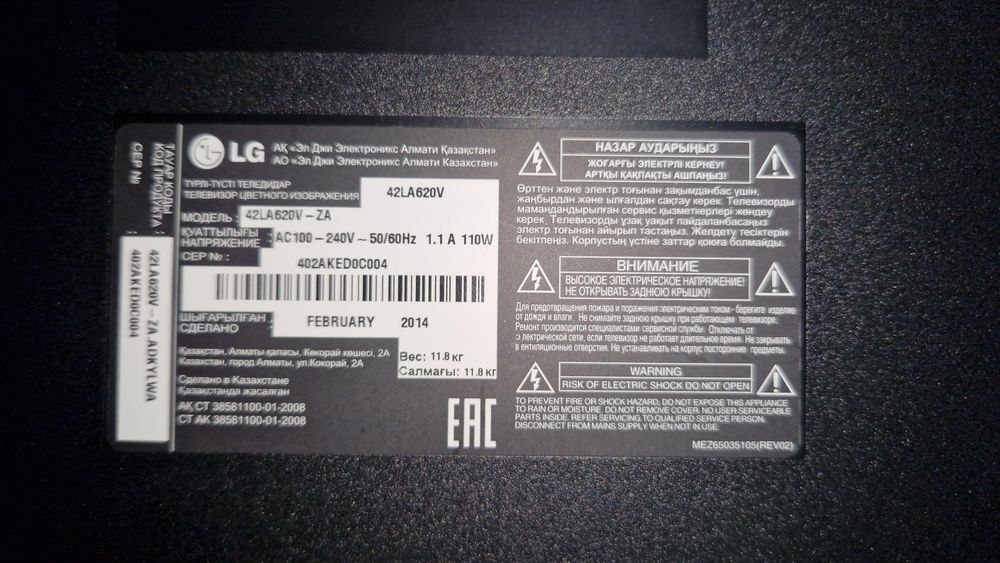 ТАУАР КОДЫ
КОД ПРОДУКТА :
СЕР №
42LA620V - ZA.ADKYLWA
402AKED0C004
LG
АҚ «Эл Джи Электроникс Алмати Қазақстан»
АО «Эл Джи Электроникс Алмати Казахстан»
ТҮРЛІ-ТҮСТІ ТЕЛЕДИДАР
ТЕЛЕВИЗОР ЦВЕТНОГО ИЗОБРАЖЕНИЯ
42LA620V
МОДЕЛЬ : 42LA620V - ZA
ҚУАТТЫЛЫҒЫ
НАПРЯЖЕНИЕ : AC100 - 240V ~ 50/60Hz 1.1 A 110W
СЕР № : 402AKED0C004
ШЫҒАРЫЛҒАН :
СДЕЛАНО
FEBRUARY 2014
Қазақстан, Алматы қаласы, Көкорай көшесі, 2А
Казахстан, город Алматы, ул.Кокорай, 2А
Вес: 11.8 кг
Салмағы: 11.8 кг
Сделано в Казахстане
Қазақстанда жасалған
АҚ СТ 38581100-01-2008
СТ АК 38581100-01-2008
EAC
НАЗАР АУДАРЫҢЫЗ
ЖОҒАРҒЫ ЭЛЕКТРЛІ КЕРНЕУ!
АРТҚЫ ҚАҚПАҚТЫ АШПАҢЫЗ!
Өрттен және электр тоғынан зақымданбас үшін,
жаңбырдан және ылғалдан сақтау керек. Телевизорды
мамандандырылған сервис қызметкерлері жөндеу
керек. Телевизорды ұзақ уақыт пайдаланбасаңыз
электр тоғынан айырып тастаңыз. Желдету тесіктерін
бекітпеңіз. Корпустың үстіне заттар қоюға болмайды.
ВНИМАНИЕ
ВЫСОКОЕ ЭЛЕКТРИЧЕСКОЕ НАПРЯЖЕНИЕ!
НЕ ОТКРЫВАТЬ ЗАДНЮЮ КРЫШКУ!
Для предотвращения пожара и поражения электрическим током - берегите изделие
от дождя и влаги. Не снимайте заднюю крышку при работающем телевизоре.
Ремонт производится специалистами сервисной службы. Отключать от
э лектрической сети, если телевизор не работает длительное время. Не закрывать
в ентиляционные отверстия. Не устанавливать на корпус посторонние предметы.
WARNING
RISK OF ELECTRIC SHOCK DO NOT OPEN
TO PREVENT FIRE OR SHOCK HAZARD, DO NOT EXPOSE THIS APPLIANCE
TO RAIN OR MOISTURE. DO NOT REMOVE COVER. NO USER SERVICEABLE
PARTS INSIDE. REFER SERVICING TO QUALIFIED SERVICE PERSON.
DISCONNECT FROM MAINS SUPPLY WHEN NOT IN USE.
MEZ65035105(REV02)